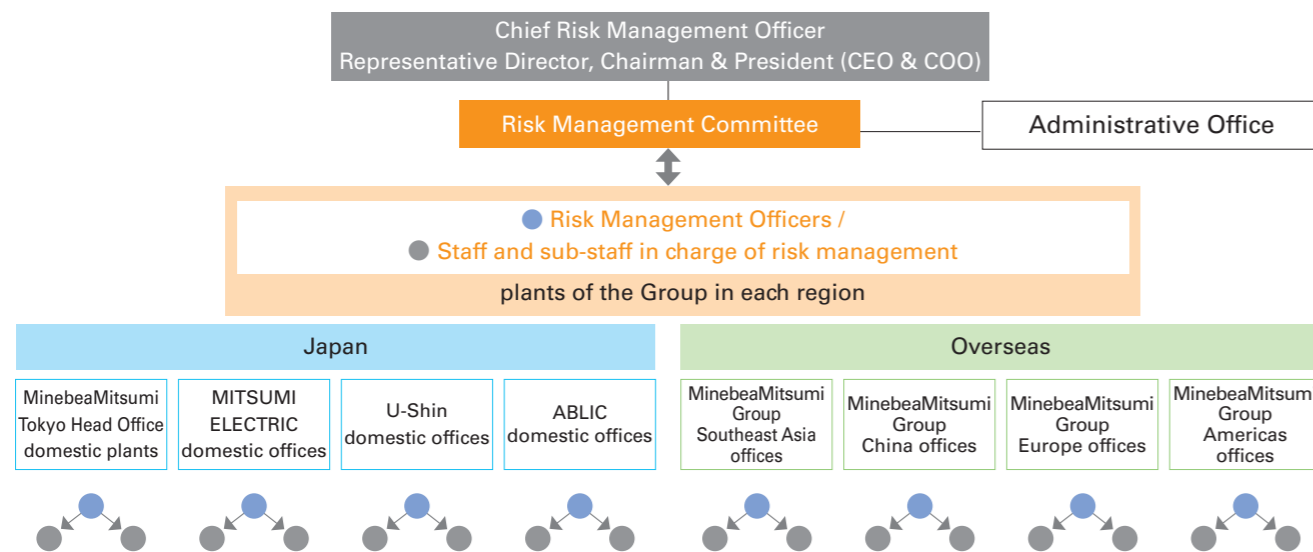 Chief Risk Management Officer
Representative Director, Chairman & President (CEO & COO)
Risk Management Committee
Administrative Office
Risk Management Officers /
Staff and sub-staff in charge of risk management
plants of the Group in each region
Japan
Overseas
MinebeaMitsumi
Tokyo Head Office
domestic plants
MITSUMI
ELECTRIC
domestic offices
U-Shin
domestic offices
ABLIC
domestic offices
MinebeaMitsumi
Group
Southeast Asia
offices
MinebeaMitsumi
Group
China offices
MinebeaMitsumi
Group
Europe offices
MinebeaMitsumi
Group
Americas
offices